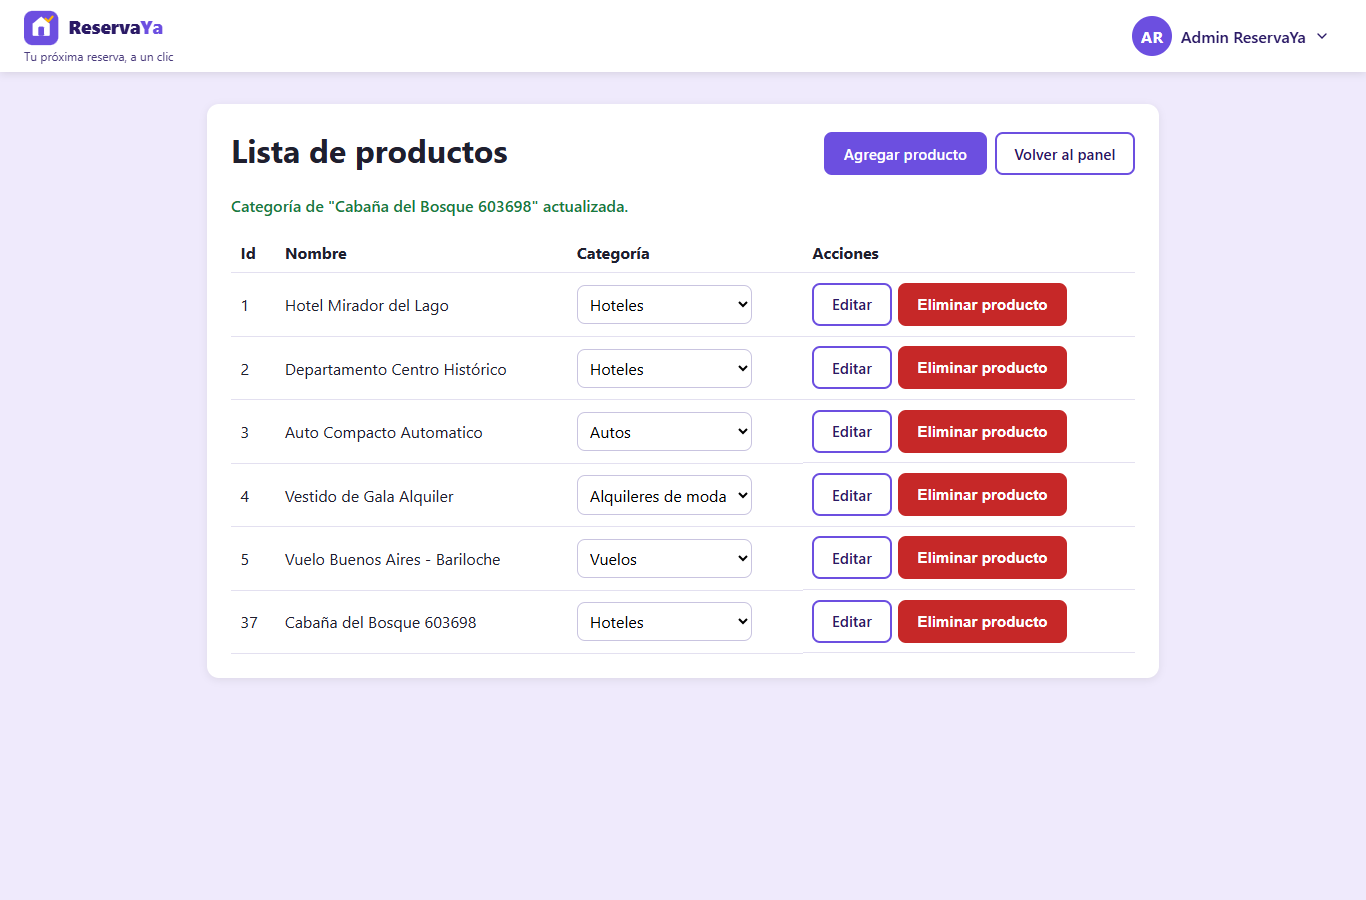 ReservaYa
Tu próxima reserva, a un clic
AR Admin ReservaYa
Lista de productos
Agregar producto
Volver al panel
Categoría de "Cabaña del Bosque 603698" actualizada.
Id Nombre Categoría Acciones
1 Hotel Mirador del Lago Hoteles Editar Eliminar producto
2 Departamento Centro Histórico Hoteles Editar Eliminar producto
3 Auto Compacto Automatico Autos Editar Eliminar producto
4 Vestido de Gala Alquiler Alquileres de moda Editar Eliminar producto
5 Vuelo Buenos Aires - Bariloche Vuelos Editar Eliminar producto
37 Cabaña del Bosque 603698 Hoteles Editar Eliminar producto